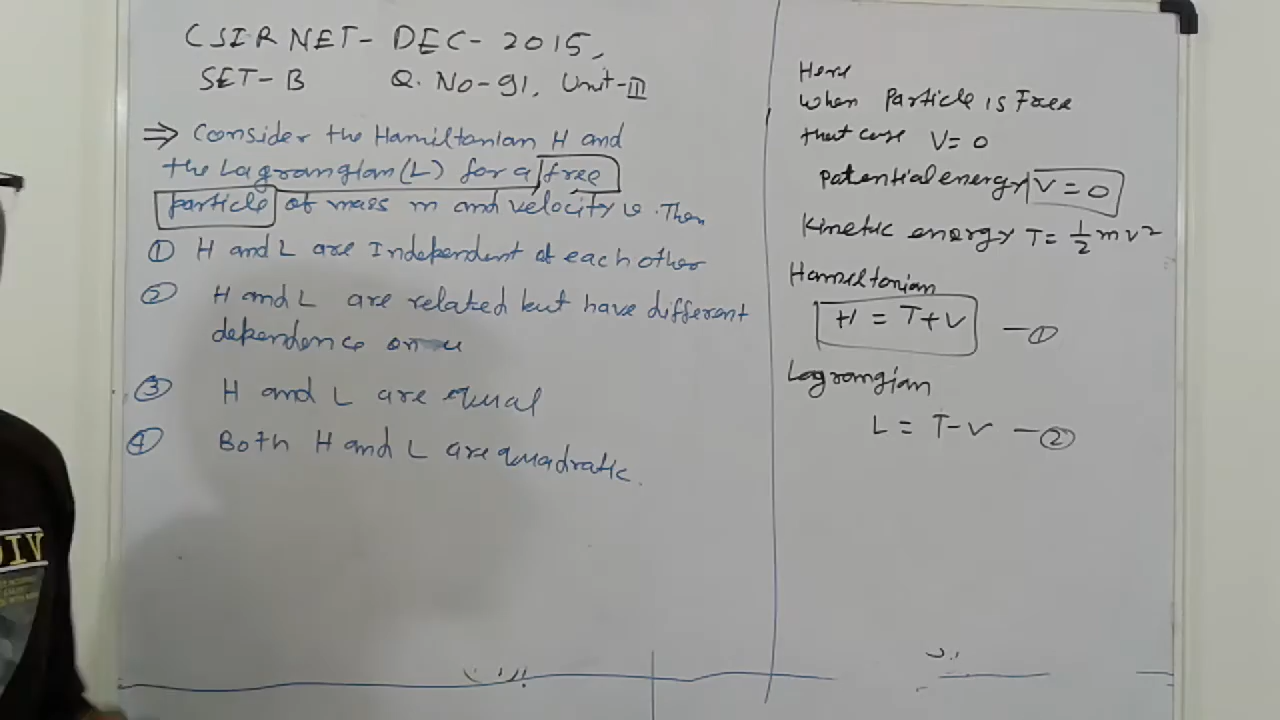 CSIR NET- DEC- 2015,
SET- B Q. No-91, Unit-III
⇒ Consider the Hamiltonian H and
the Lagrangian (L) for a free
particle of mass m and velocity v. Then
① H and L are Independent of each other
② H and L are related but have different
dependence on
③ H and L are equal
④ Both H and L are quadratic.
Here
when Particle is Free
that case V=0
Potential energy V = 0
Kinetic energy T = 1/2 mv²
Hamiltonian
H = T+V —①
Lagrangian
L = T-V —②
DIV